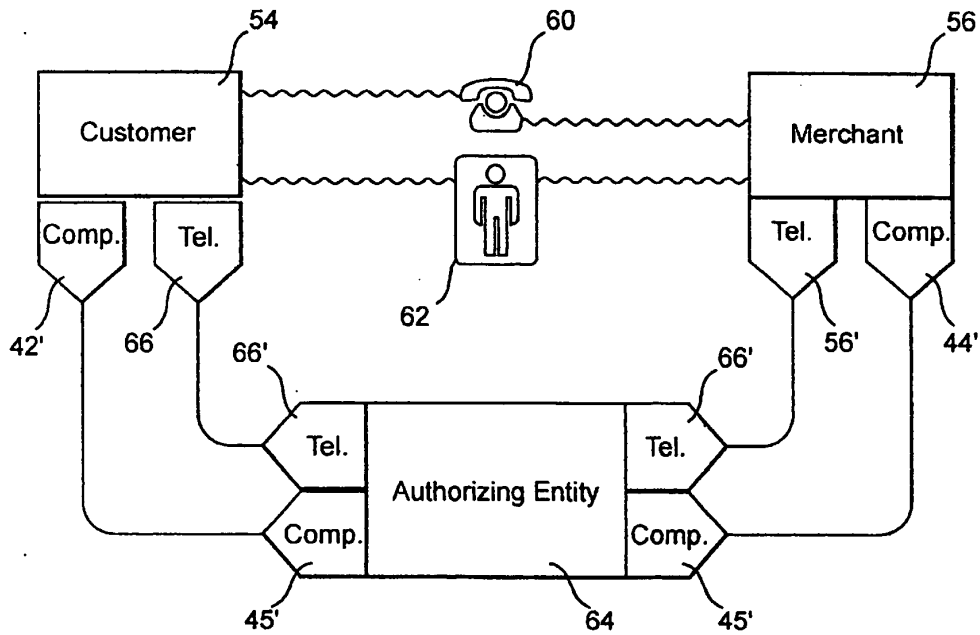 54
60
56
Customer
Merchant
Comp.
Tel.
Tel.
Comp.
42'
66
62
56'
44'
66'
66'
Tel.
Tel.
Authorizing Entity
Comp.
Comp.
45'
64
45'